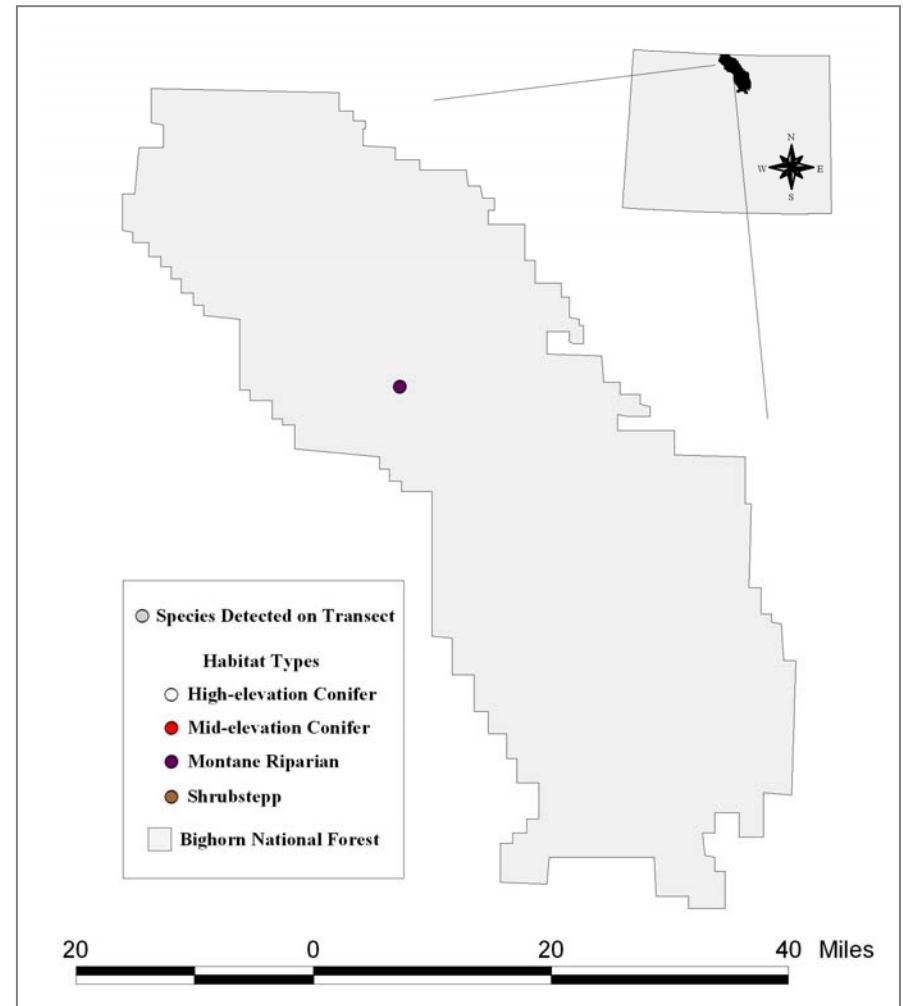 N
W E
S
Species Detected on Transect
Habitat Types
High-elevation Conifer
Mid-elevation Conifer
Montane Riparian
Shrubstepp
Bighorn National Forest
20 0 20 40 Miles